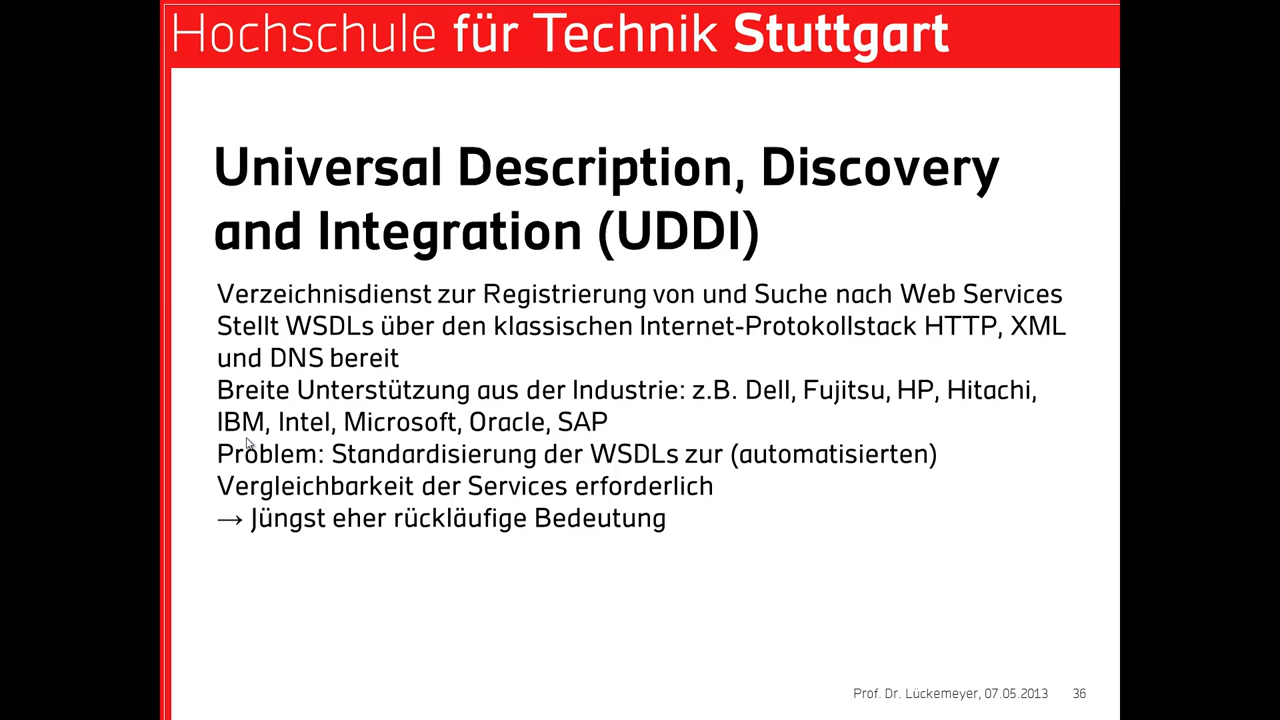 Hochschule für Technik Stuttgart
Universal Description, Discovery
and Integration (UDDI)
Verzeichnisdienst zur Registrierung von und Suche nach Web Services
Stellt WSDLs über den klassischen Internet-Protokollstack HTTP, XML
und DNS bereit
Breite Unterstützung aus der Industrie: z.B. Dell, Fujitsu, HP, Hitachi,
IBM, Intel, Microsoft, Oracle, SAP
Problem: Standardisierung der WSDLs zur (automatisierten)
Vergleichbarkeit der Services erforderlich
→ Jüngst eher rückläufige Bedeutung
Prof. Dr. Lückemeyer, 07.05.2013 36